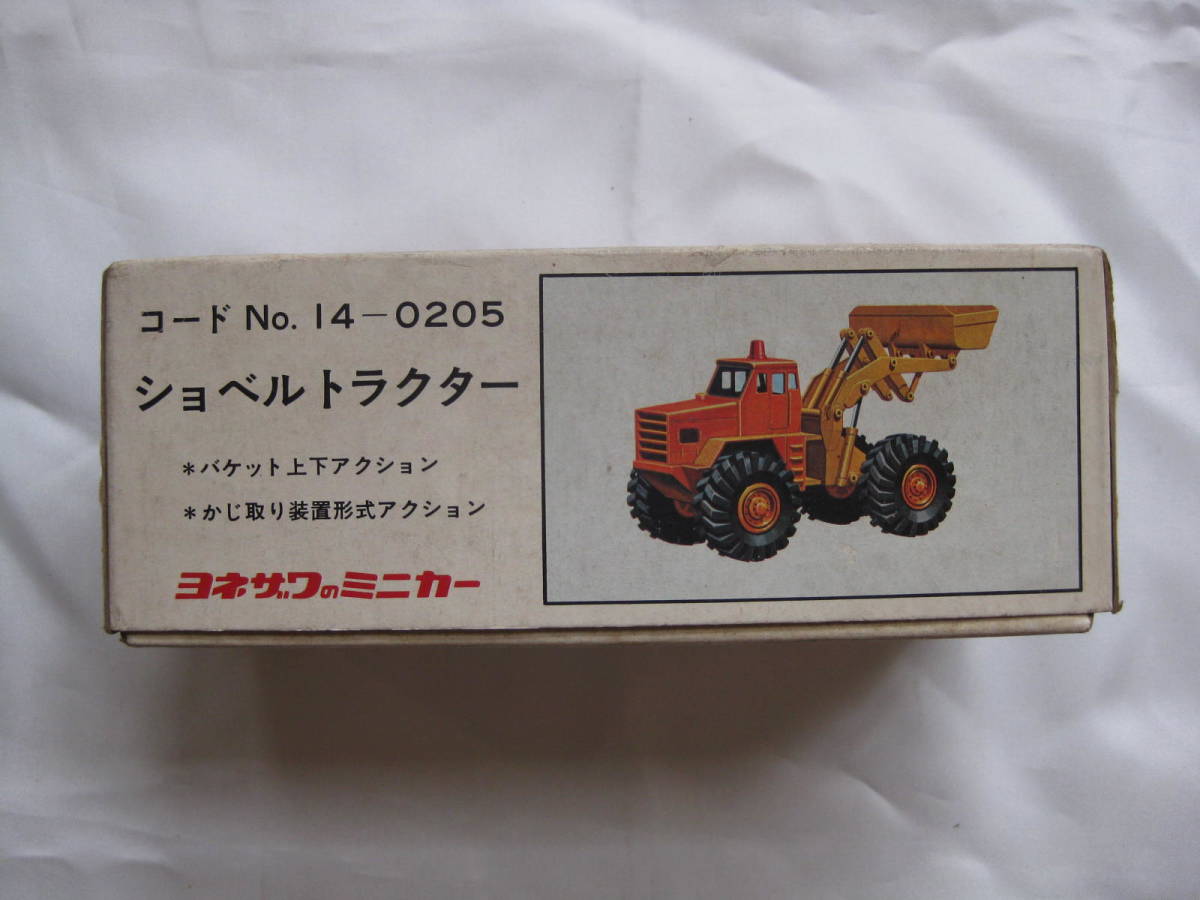 コード No. 14-0205
ショベルトラクター
*バケット上下アクション
*かじ取り装置形式アクション
ヨネザワのミニカー